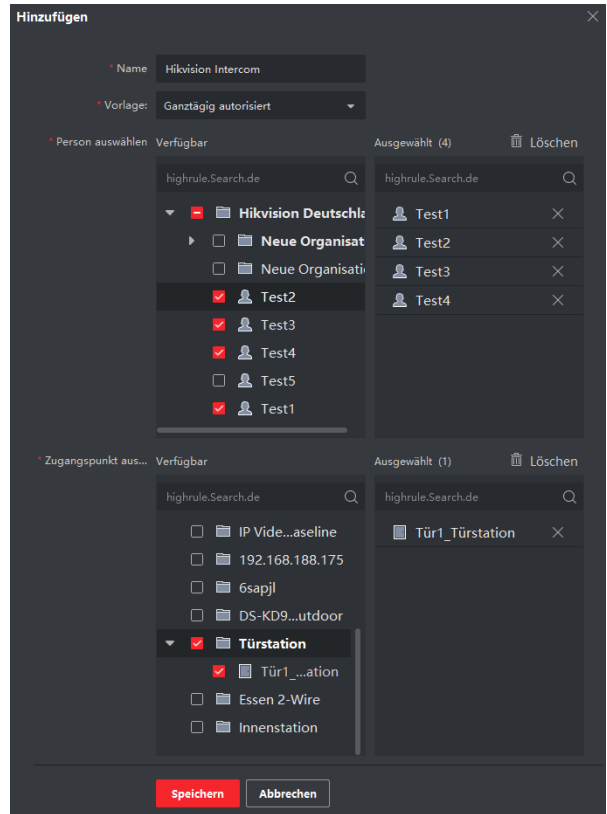 Hinzufügen
* Name Hikvision Intercom
* Vorlage: Ganztägig autorisiert
* Person auswählen Verfügbar
Ausgewählt (4) Löschen
highrule.Search.de
highrule.Search.de
Hikvision Deutschla
Neue Organisat
Neue Organisati
Test2
Test3
Test4
Test5
Test1
Test1
Test2
Test3
Test4
* Zugangspunkt aus... Verfügbar
Ausgewählt (1) Löschen
highrule.Search.de
highrule.Search.de
IP Vide...aseline
192.168.188.175
6sapjl
DS-KD9...utdoor
Türstation
Tür1_...ation
Essen 2-Wire
Innenstation
Tür1_Türstation
Speichern Abbrechen